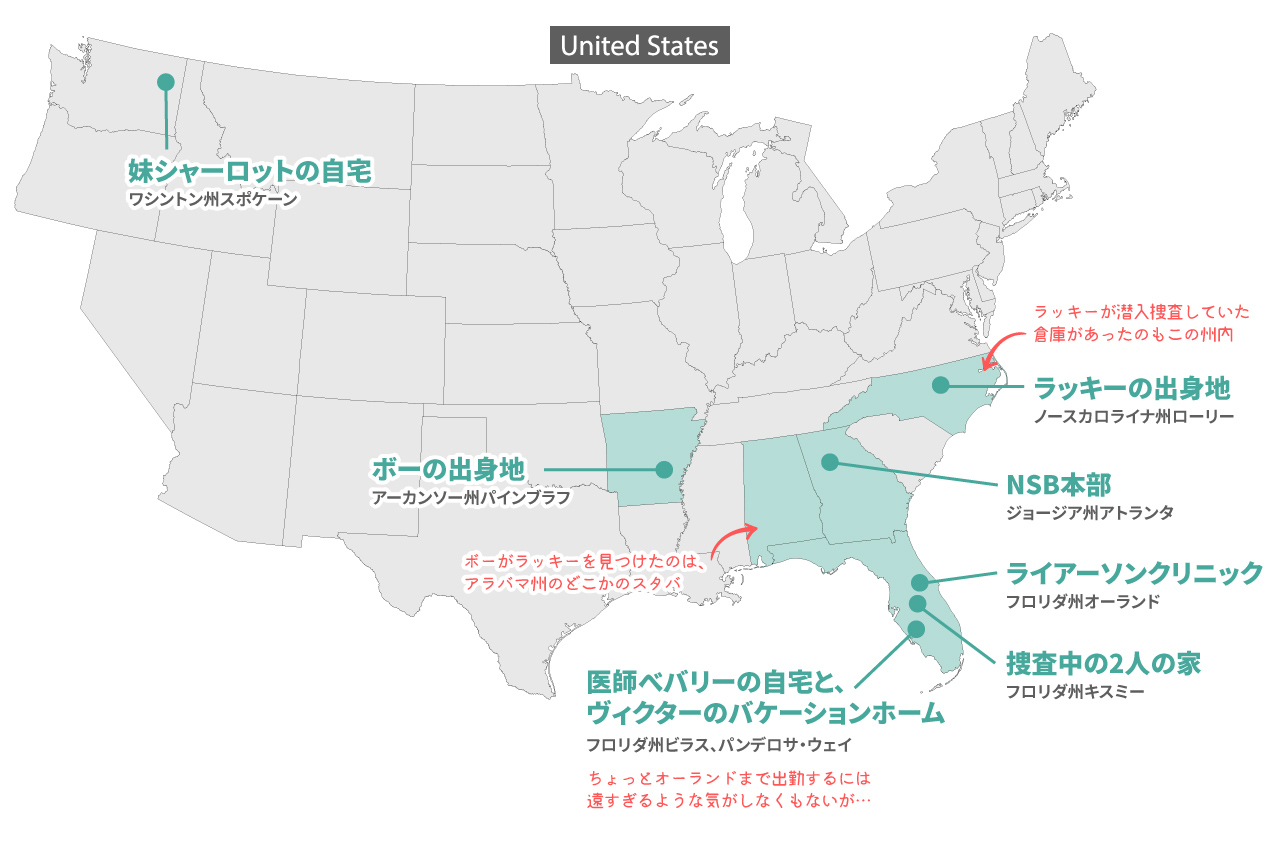 United States
妹シャーロットの自宅
ワシントン州スポケーン
ラッキーが潜入捜査していた
倉庫があったのもこの州内
ラッキーの出身地
ノースカロライナ州ローリー
ボーの出身地
アーカンソー州パインブラフ
NSB本部
ジョージア州アトランタ
ボーがラッキーを見つけたのは、
アラバマ州のどこかのスタバ
ライアーソンクリニック
フロリダ州オーランド
捜査中の2人の家
フロリダ州キスミー
医師ベバリーの自宅と、
ヴィクターのバケーションホーム
フロリダ州ビラス、パンデロサ・ウェイ
ちょっとオーランドまで出勤するには
遠すぎるような気がしなくもないが…